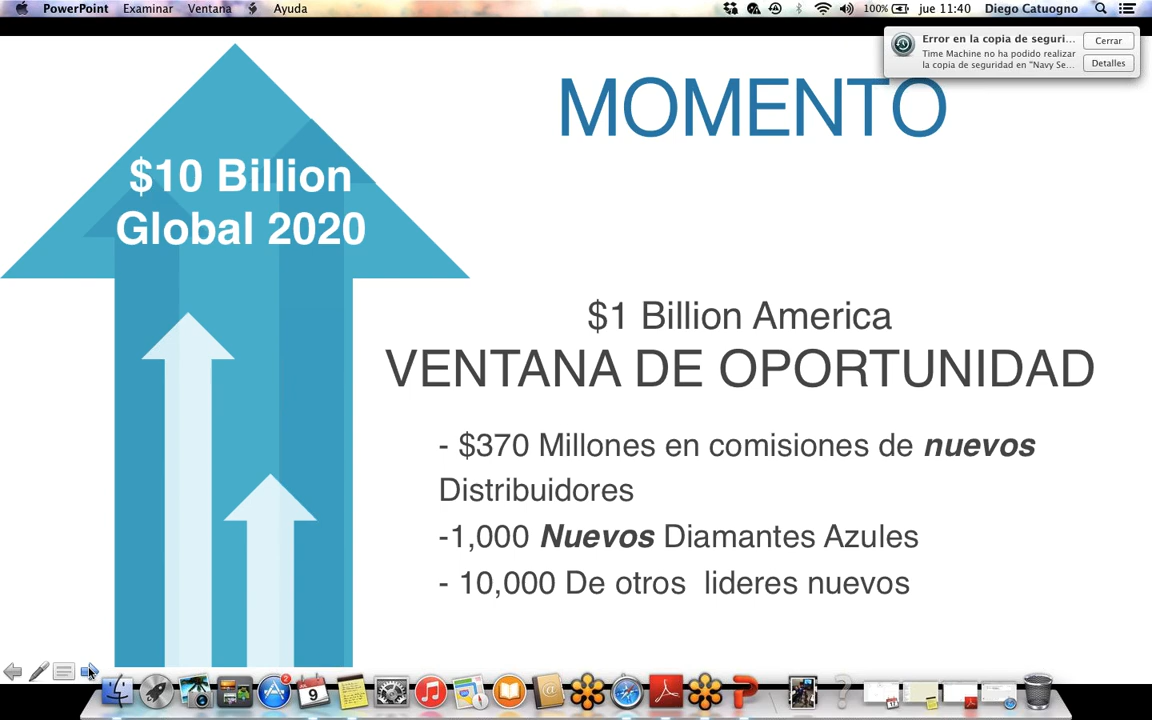 PowerPoint Examinar Ventana Ayuda
100% jue 11:40 Diego Catuogno
Error en la copia de seguri...
Time Machine no ha podido realizar
la copia de seguridad en "Navy Se...
Cerrar
Detalles
MOMENTO
$10 Billion
Global 2020
$1 Billion America
VENTANA DE OPORTUNIDAD
- $370 Millones en comisiones de nuevos
Distribuidores
-1,000 Nuevos Diamantes Azules
- 10,000 De otros lideres nuevos
2
9